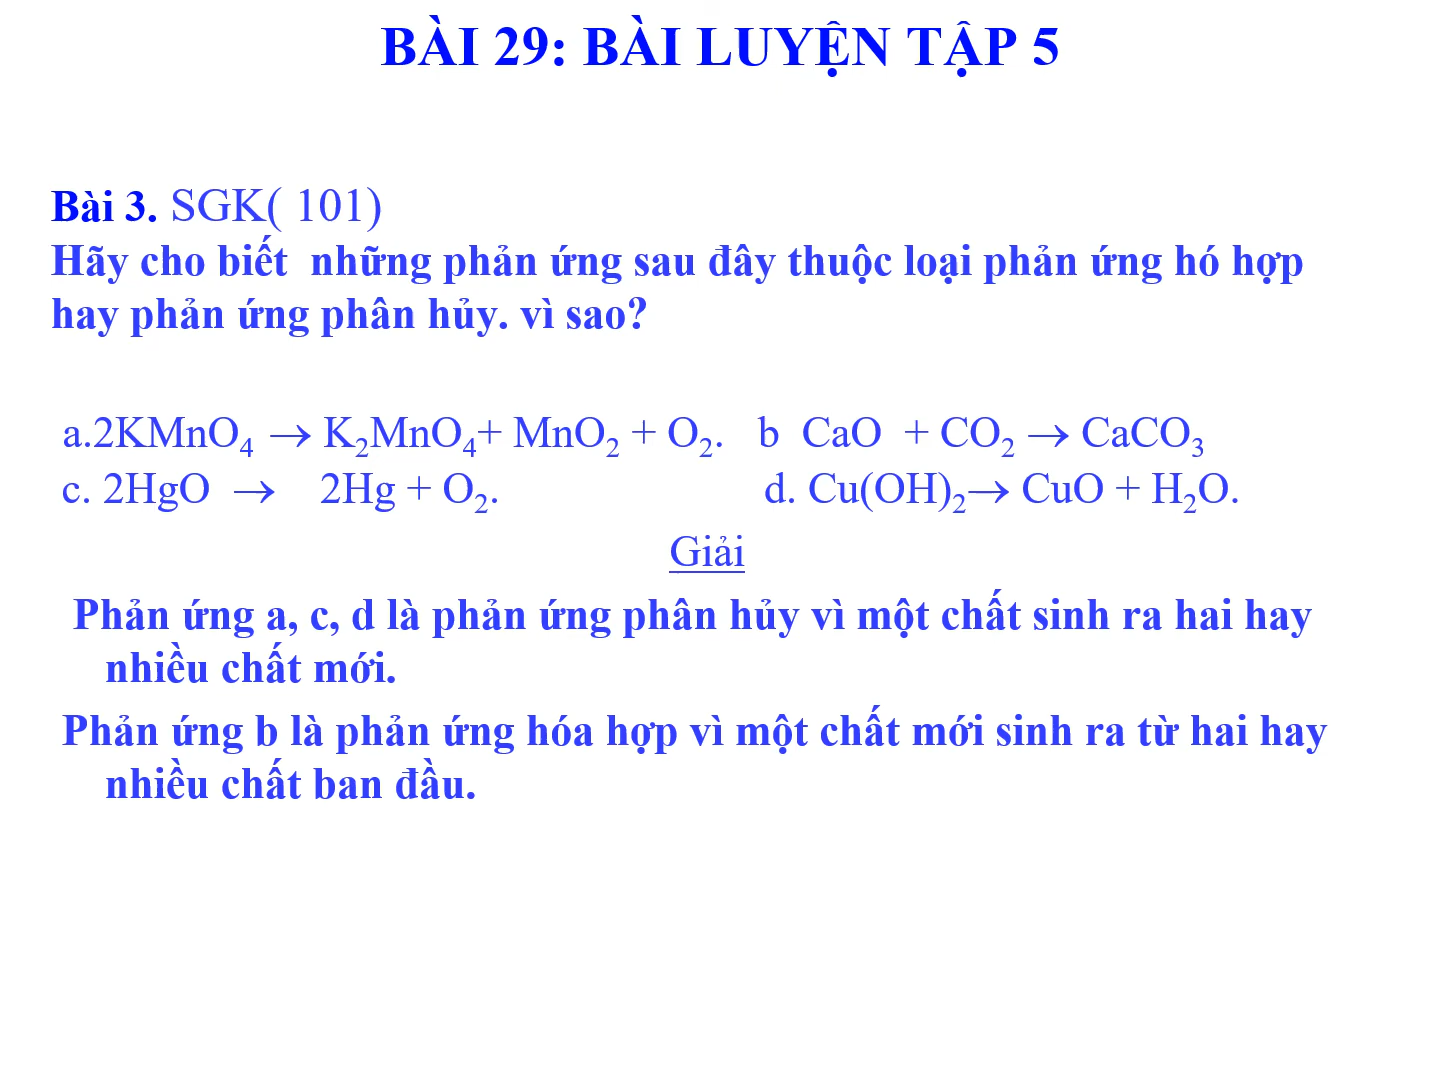 BÀI 29: BÀI LUYỆN TẬP 5
Bài 3. SGK( 101)
Hãy cho biết những phản ứng sau đây thuộc loại phản ứng hó hợp
hay phản ứng phân hủy. vì sao?
a.2KMnO₄ → K₂MnO₄+ MnO₂ + O₂. b CaO + CO₂ → CaCO₃
c. 2HgO → 2Hg + O₂. d. Cu(OH)₂→ CuO + H₂O.
Giải
Phản ứng a, c, d là phản ứng phân hủy vì một chất sinh ra hai hay
nhiều chất mới.
Phản ứng b là phản ứng hóa hợp vì một chất mới sinh ra từ hai hay
nhiều chất ban đầu.